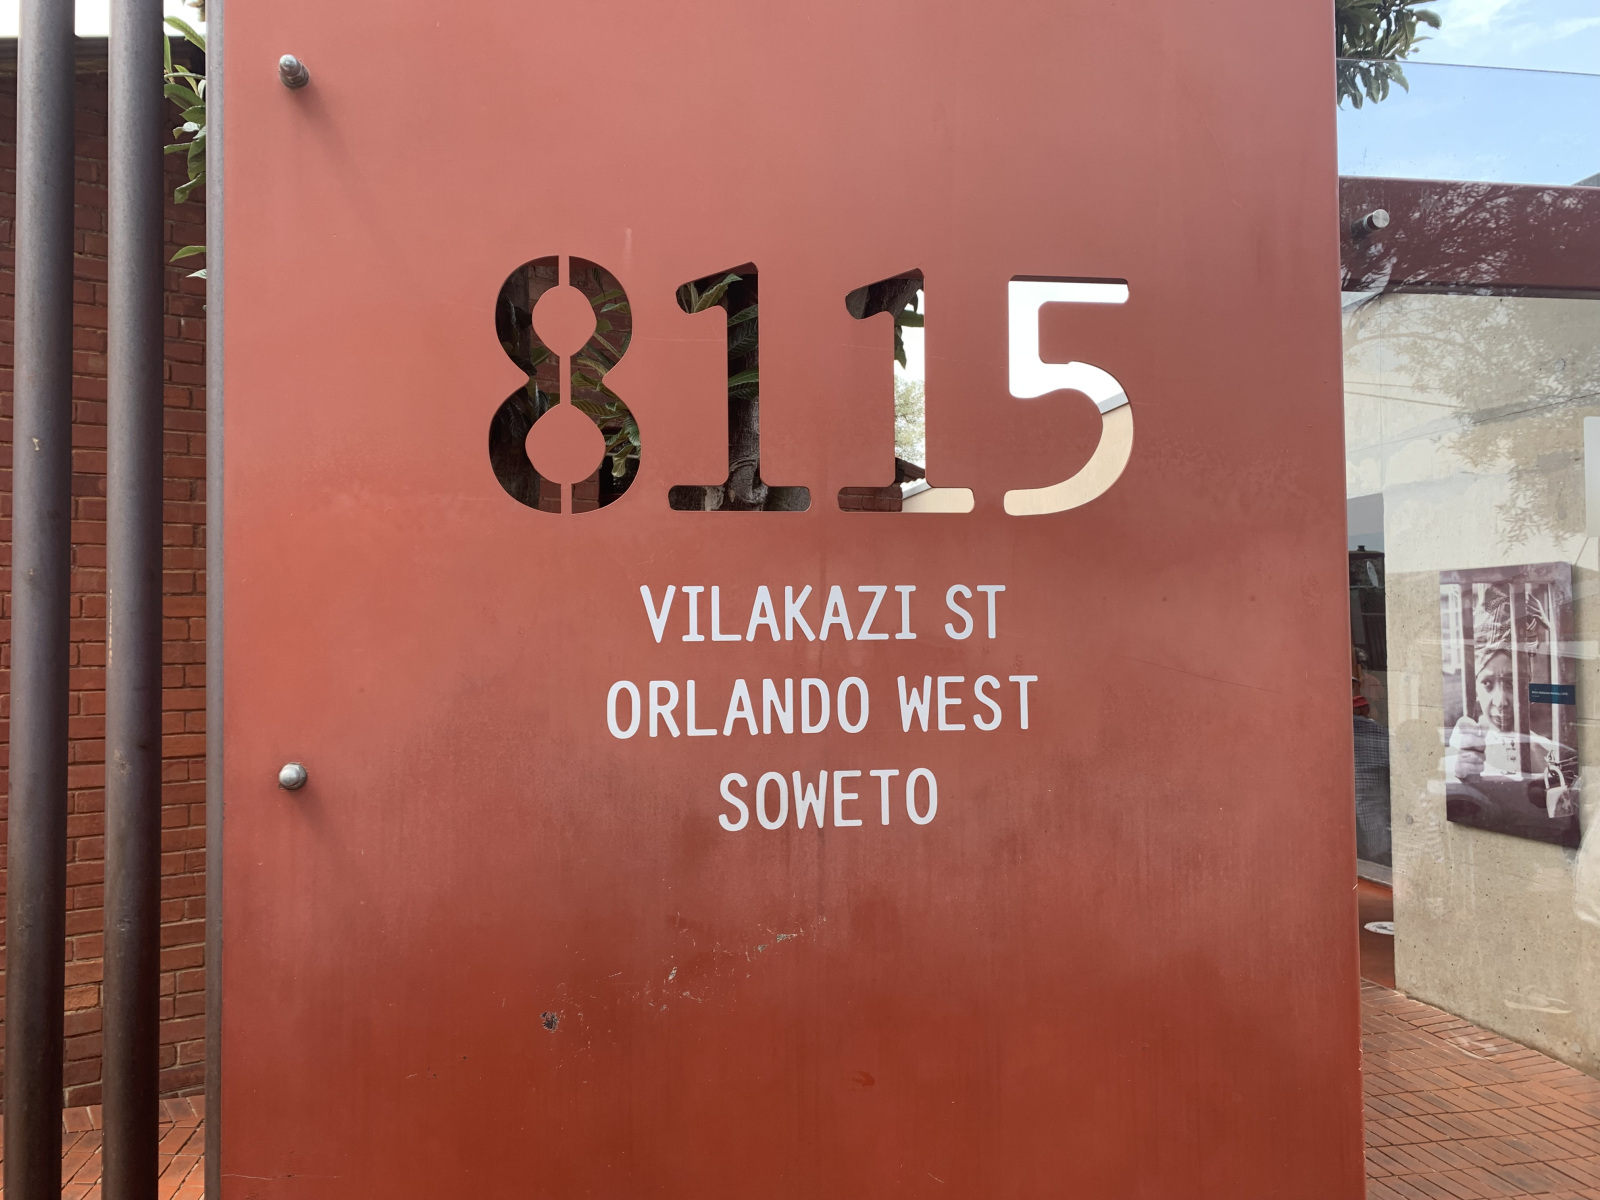 8115
VILAKAZI ST
ORLANDO WEST
SOWETO